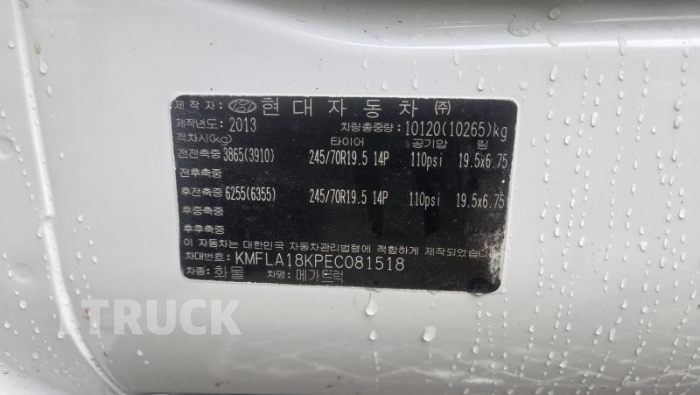 제 작 자 : 현 대 자 동 차 ㈜
제작년도: 2013 차량총중량: 10120(10265)kg
적차시(kg) 타이어 공기압 림
전전축중 3865(3910) 245/70R19.5 14P 110psi 19.5x6.75
전후축중
후전축중 6255(6355) 245/70R19.5 14P 110psi 19.5x6.75
후중축중
후후축중
이 자동차는 대한민국 자동차관리법령에 적합하게 제작되었습니다
차대번호: KMFLA18KPEC081518
차종: 화물 차명: 메가트럭
TRUCK